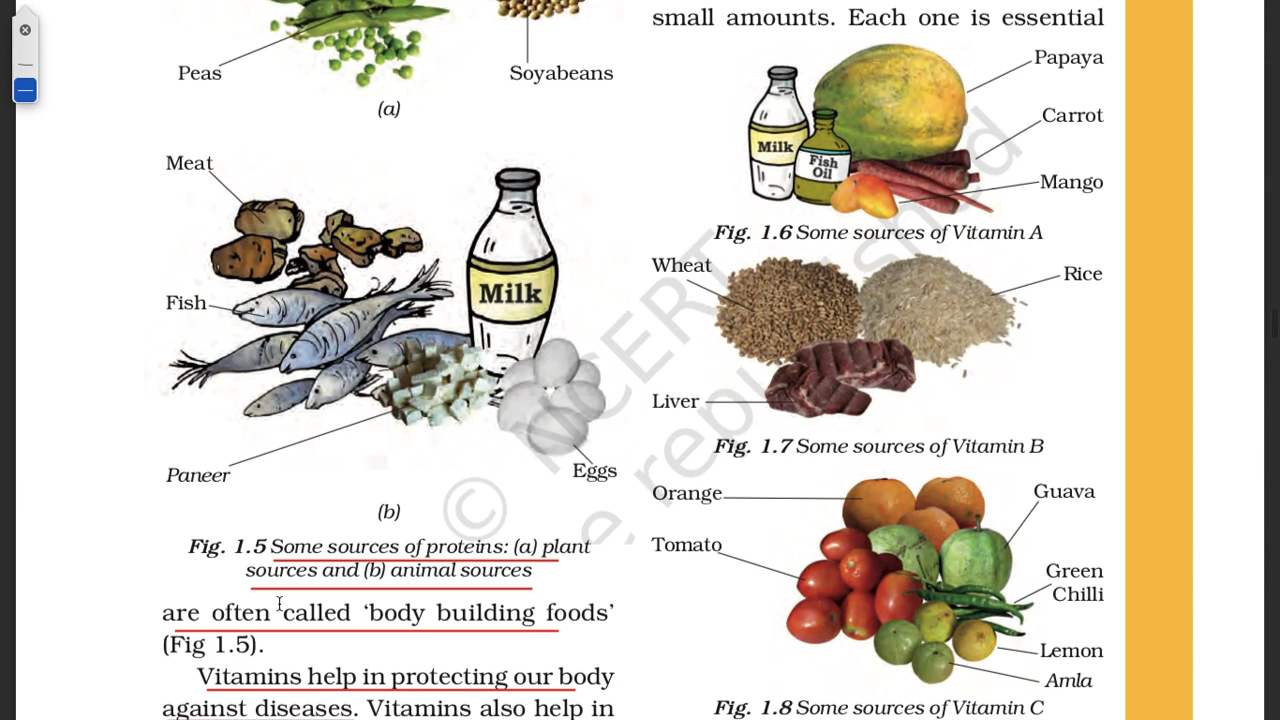 Peas
Soyabeans
(a)
Meat
Fish
Milk
Paneer
Eggs
(b)
Fig. 1.5 Some sources of proteins: (a) plant
sources and (b) animal sources
are often called ‘body building foods’
(Fig 1.5).
Vitamins help in protecting our body
against diseases. Vitamins also help in
small amounts. Each one is essential
Papaya
Carrot
Milk
Fish
Oil
Mango
Fig. 1.6 Some sources of Vitamin A
Wheat
Rice
Liver
Fig. 1.7 Some sources of Vitamin B
Orange
Guava
Tomato
Green
Chilli
Lemon
Amla
Fig. 1.8 Some sources of Vitamin C
© NCERT